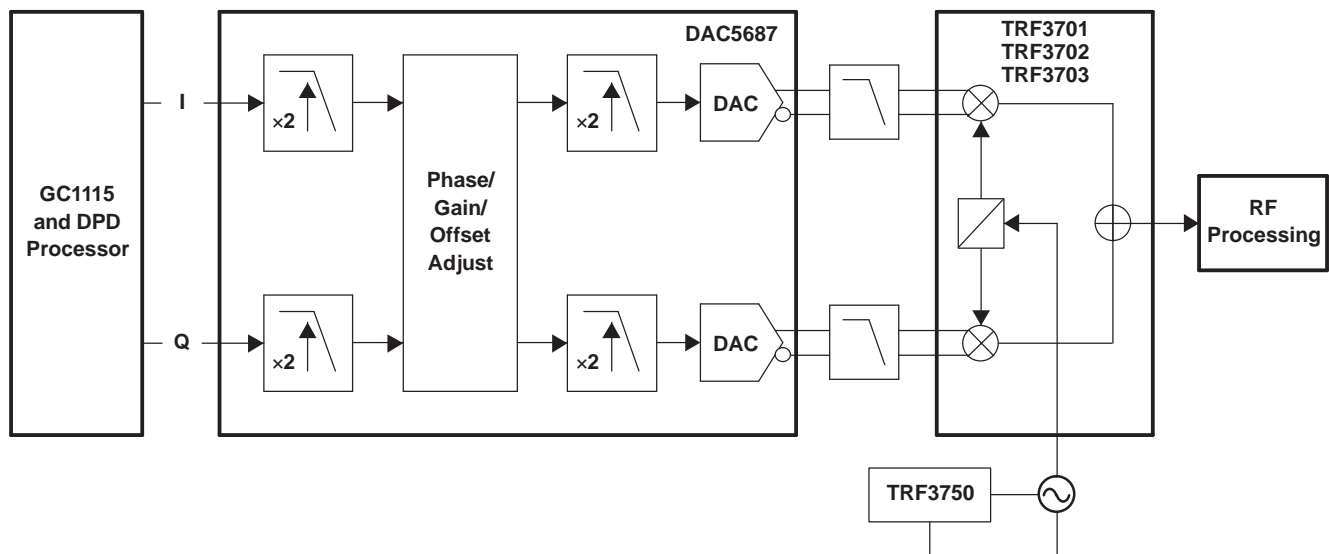 DAC5687
TRF3701
TRF3702
TRF3703
I
×2
×2
DAC
GC1115
and DPD
Processor
Phase/
Gain/
Offset
Adjust
RF
Processing
Q
×2
×2
DAC
TRF3750